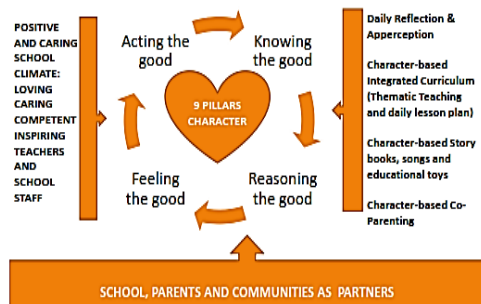 POSITIVE
AND CARING
SCHOOL
CLIMATE:
LOVING
CARING
COMPETENT
INSPIRING
TEACHERS
AND
SCHOOL
STAFF
Acting the
good
Knowing
the good
9 PILLARS
CHARACTER
Feeling
the good
Reasoning
the good
Daily Reflection &
Apperception
Character-based
Integrated Curriculum
(Thematic Teaching
and daily lesson plan)
Character-based Story
books, songs and
educational toys
Character-based Co-
Parenting
SCHOOL, PARENTS AND COMMUNITIES AS PARTNERS